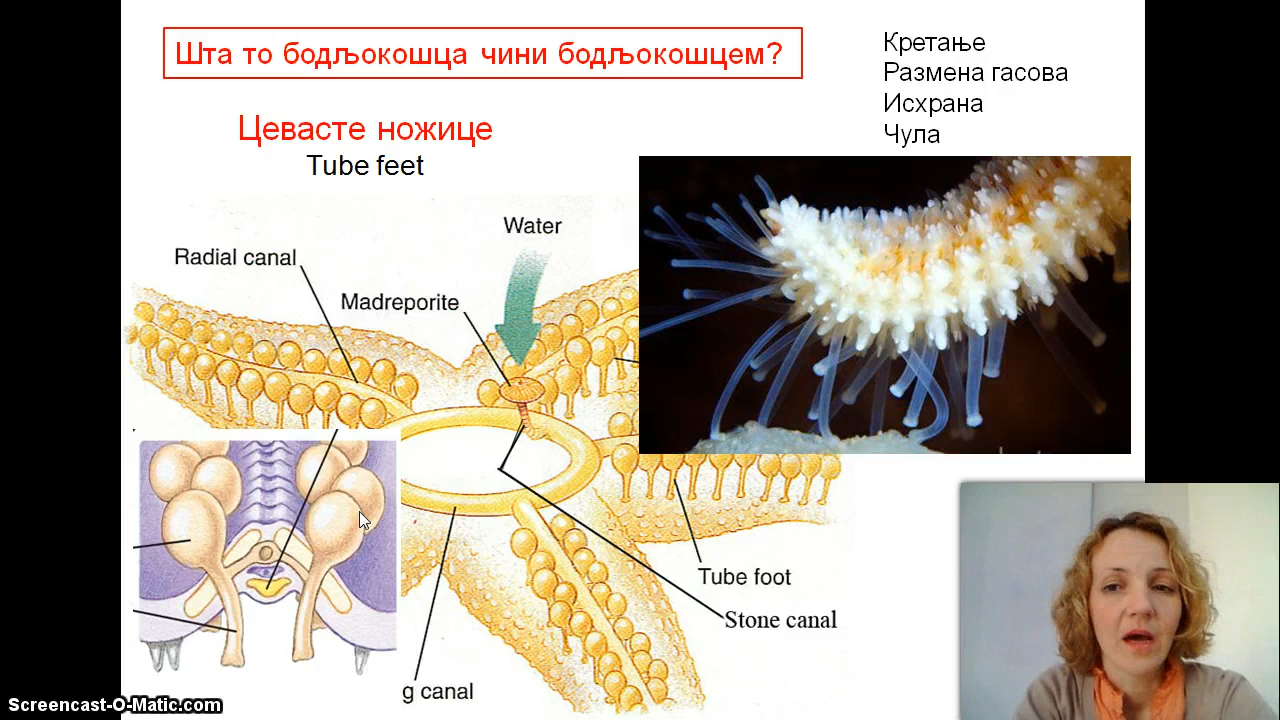 Шта то бодљокошца чини бодљокошцем?
Кретање
Размена гасова
Исхрана
Чула
Цевасте ножице
Tube feet
Water
Radial canal
Madreporite
Tube foot
Stone canal
g canal
Screencast-O-Matic.com